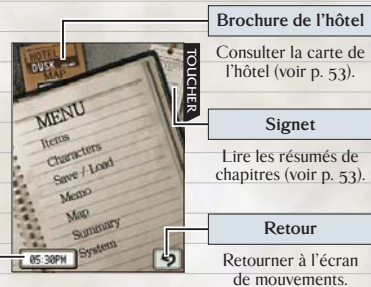 HOTEL
DUSK
MAP
TOUCHER
MENU
Items
Characters
Save / Load
Memo
Map
Summary
System
05:30PM
Brochure de l'hôtel
Consulter la carte de
l'hôtel (voir p. 53).
Signet
Lire les résumés de
chapitres (voir p. 53).
Retour
Retourner à l'écran
de mouvements.